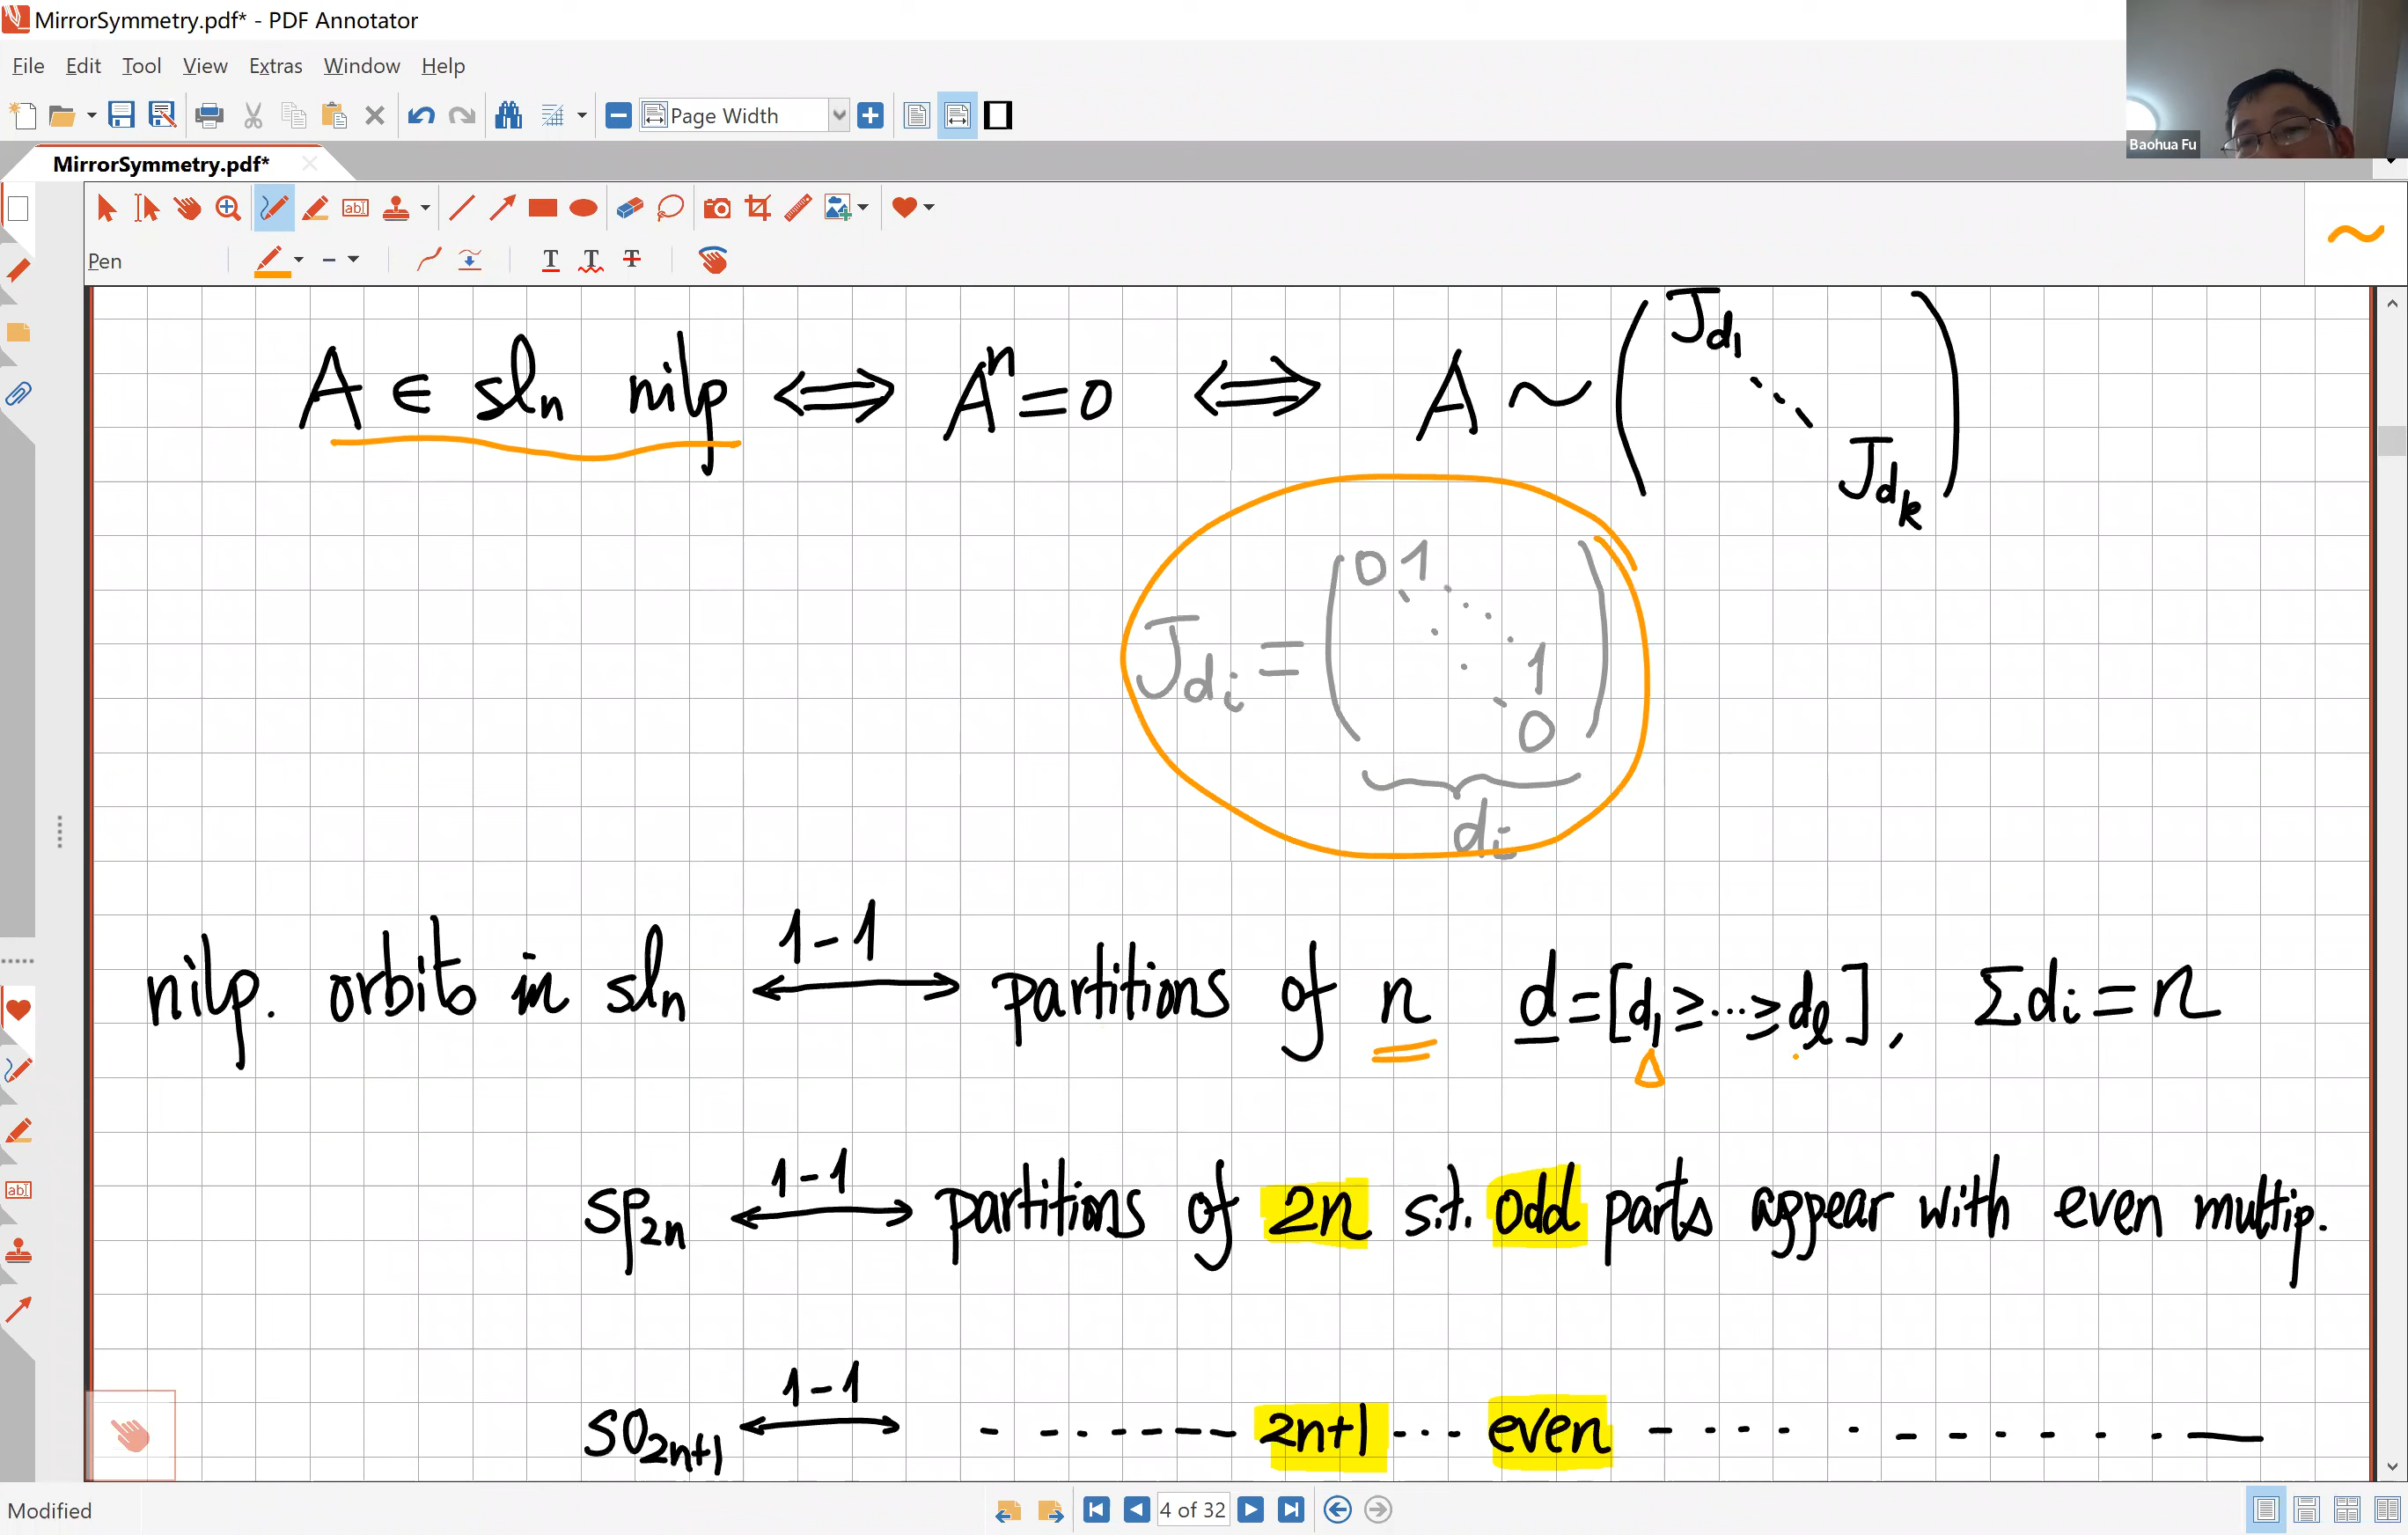 MirrorSymmetry.pdf* - PDF Annotator
File Edit Tool View Extras Window Help
Page Width
Baohua Fu
MirrorSymmetry.pdf*
Pen
A ∈ sl_n nilp ⟺ A^n = 0 ⟺ A ~ ( J_{d_1} ⋱ J_{d_k} )
J_{d_i} = ( 0 1 ⋱ 1 0 )
d_i
nilp. orbits in sl_n ⟷ 1-1 partitions of n d = [d_1 ≥ ⋯ ≥ d_l], Σd_i = n
sp_{2n} ⟷ 1-1 partitions of 2n s.t. odd parts appear with even multip.
so_{2n+1} ⟷ 1-1 - - - - - - - 2n+1 - - - even - - - - - - - - - -
Modified
4 of 32